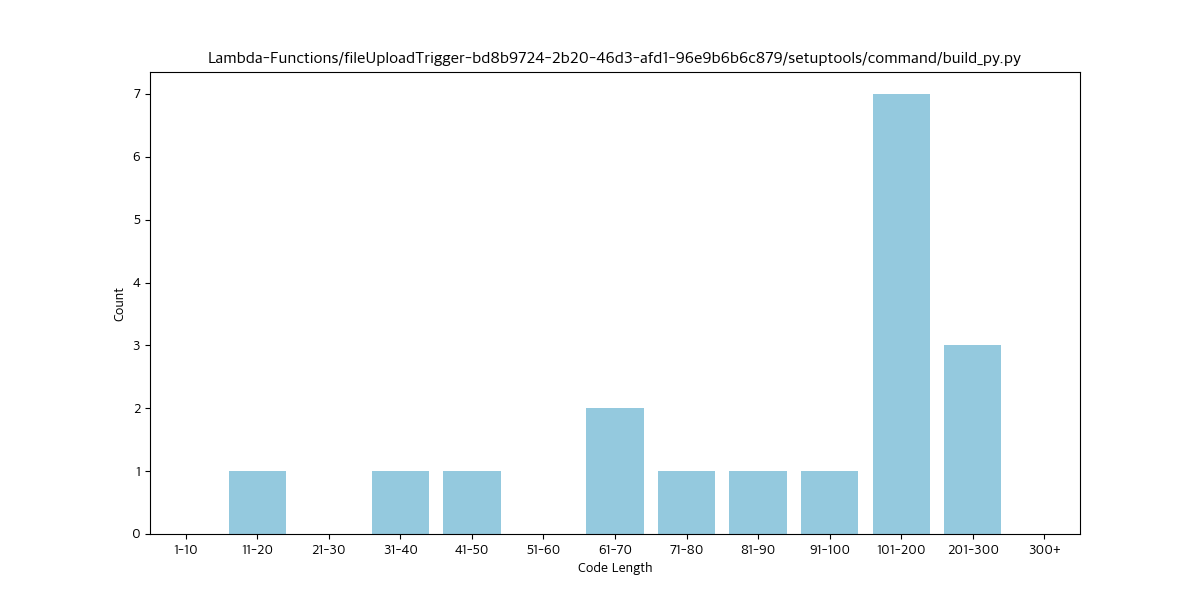 Lambda-Functions/fileUploadTrigger-bd8b9724-2b20-46d3-afd1-96e9b6b6c879/setuptools/command/build_py.py
7
6
5
4
3
2
1
0
Count
1-10 11-20 21-30 31-40 41-50 51-60 61-70 71-80 81-90 91-100 101-200 201-300 300+
Code Length